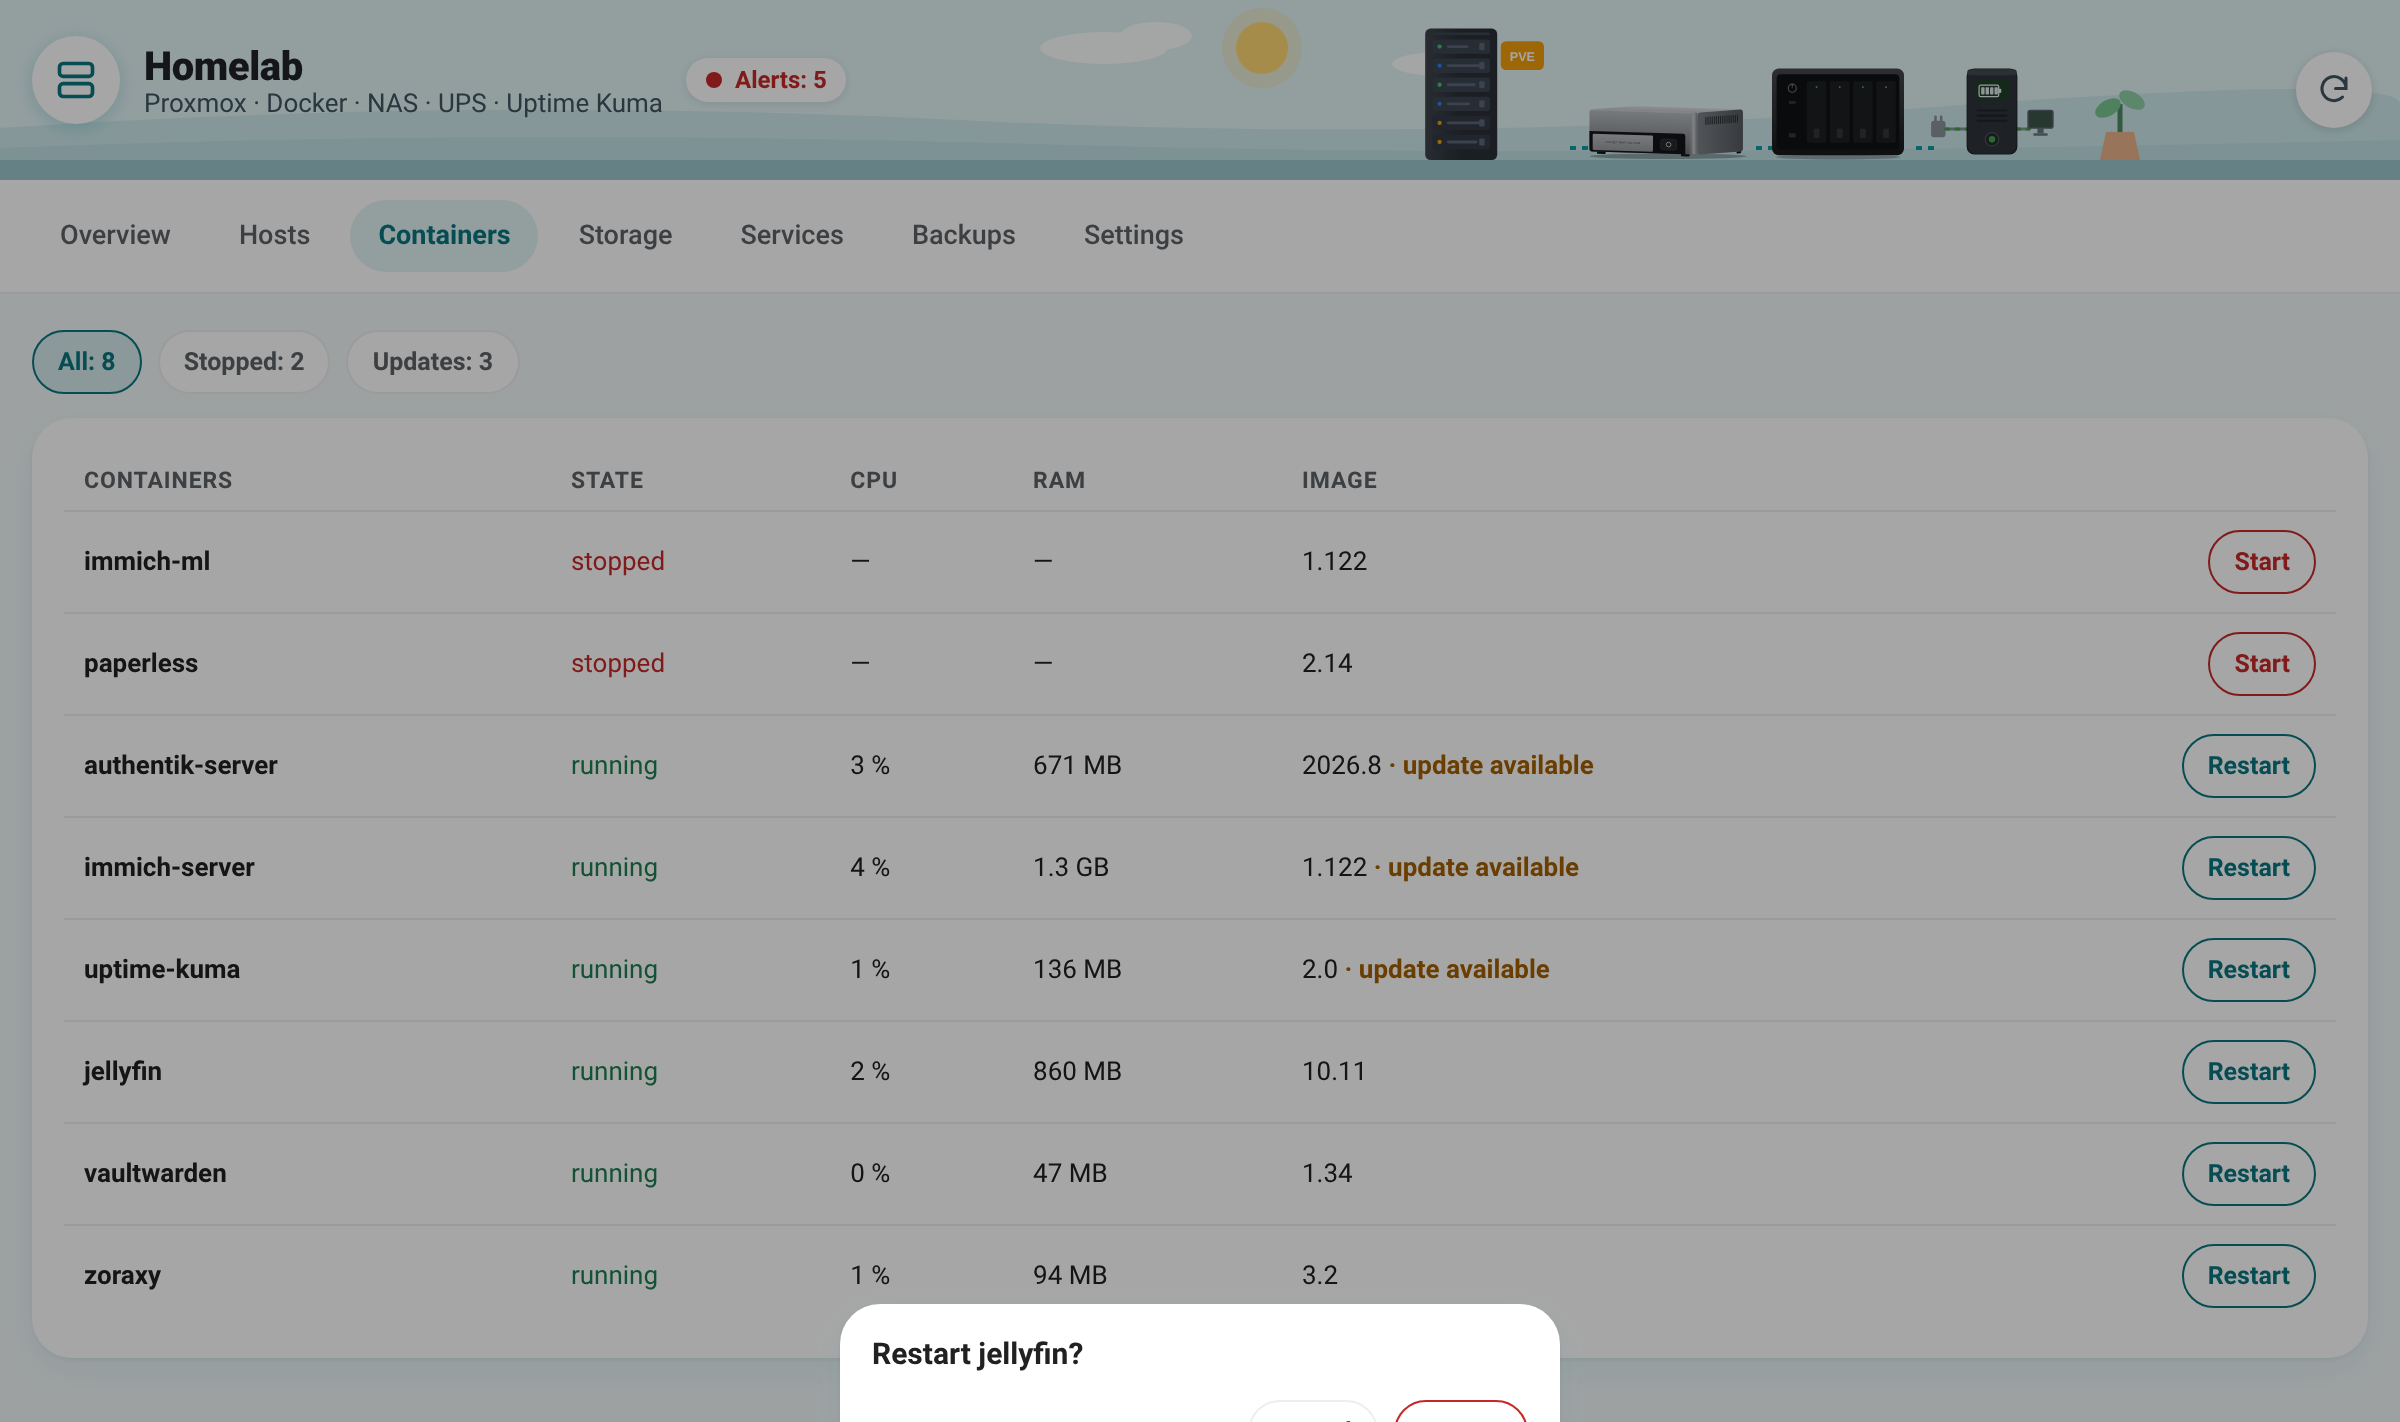 Homelab
Proxmox · Docker · NAS · UPS · Uptime Kuma
Alerts: 5
PVE
Overview Hosts Containers Storage Services Backups Settings
All: 8 Stopped: 2 Updates: 3
CONTAINERS STATE CPU RAM IMAGE
immich-ml stopped — — 1.122 Start
paperless stopped — — 2.14 Start
authentik-server running 3 % 671 MB 2026.8 · update available Restart
immich-server running 4 % 1.3 GB 1.122 · update available Restart
uptime-kuma running 1 % 136 MB 2.0 · update available Restart
jellyfin running 2 % 860 MB 10.11 Restart
vaultwarden running 0 % 47 MB 1.34 Restart
zoraxy running 1 % 94 MB 3.2 Restart
Restart jellyfin?